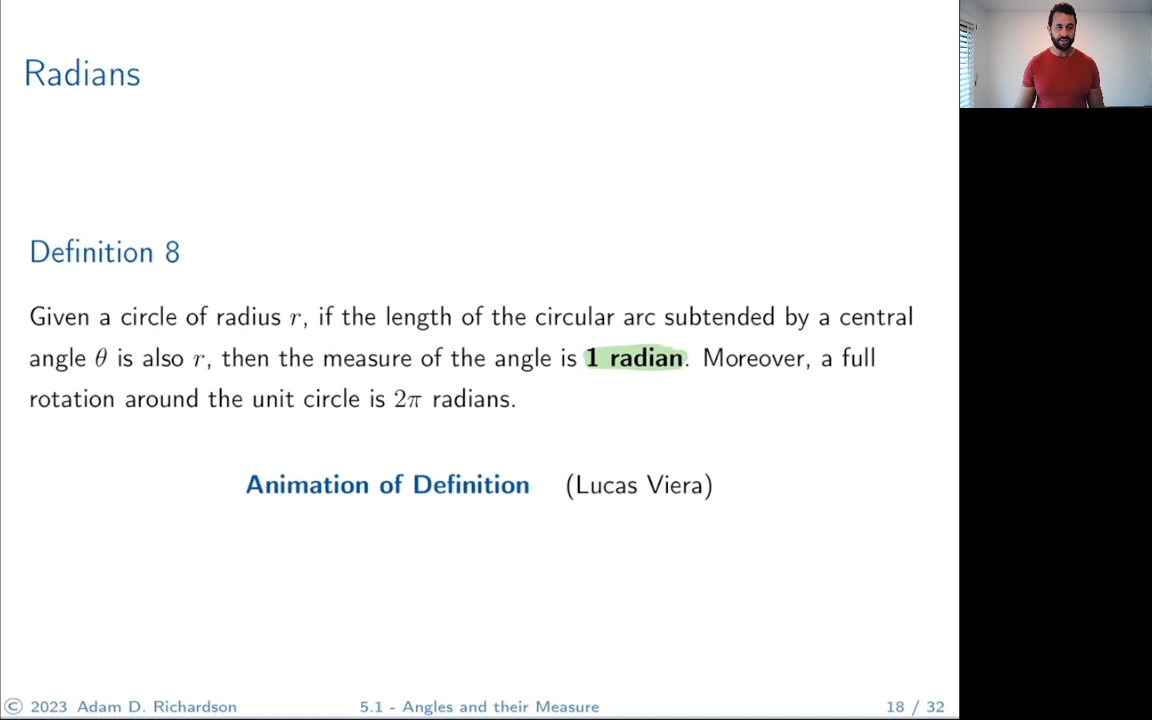 Radians
Definition 8
Given a circle of radius r, if the length of the circular arc subtended by a central
angle θ is also r, then the measure of the angle is 1 radian. Moreover, a full
rotation around the unit circle is 2π radians.
Animation of Definition (Lucas Viera)
© 2023 Adam D. Richardson 5.1 - Angles and their Measure 18 / 32